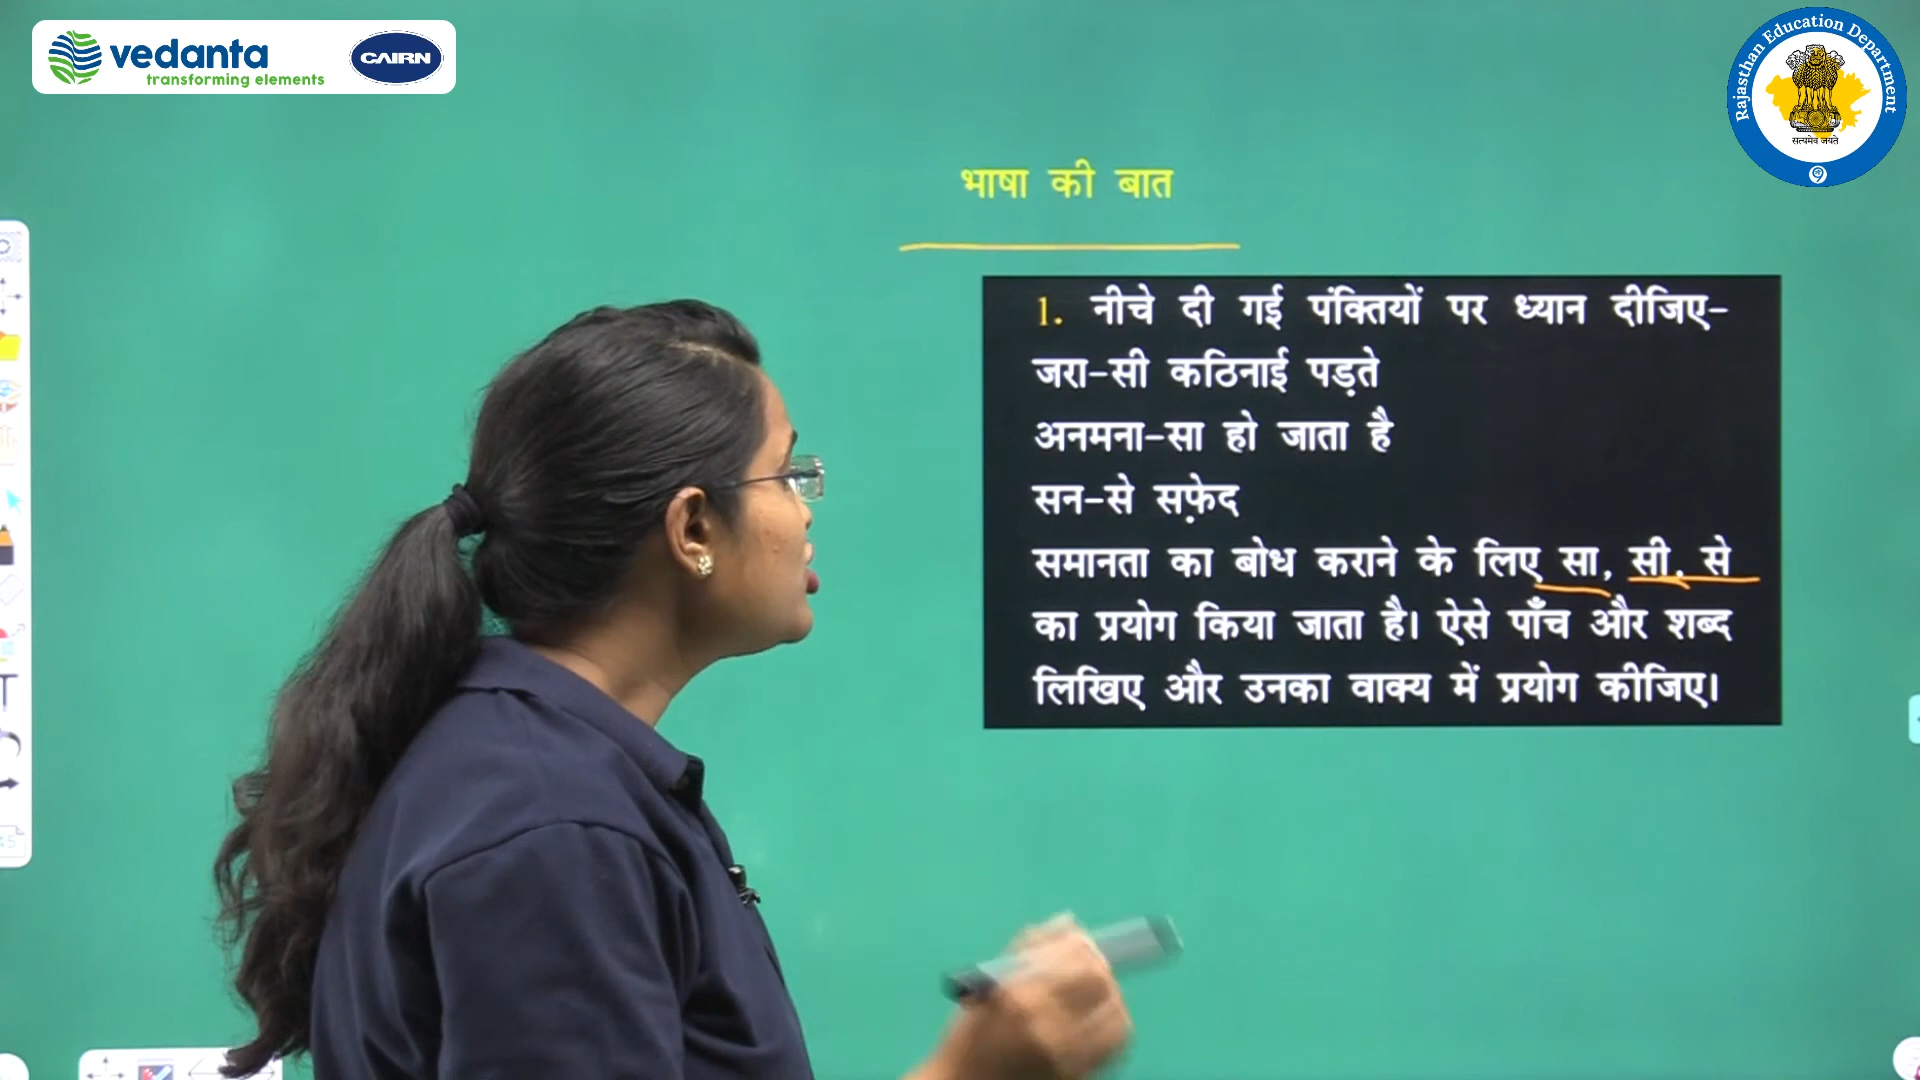 vedanta
transforming elements
CAIRN
Rajasthan Education Department
सत्यमेव जयते
भाषा की बात
1. नीचे दी गई पंक्तियों पर ध्यान दीजिए-
जरा-सी कठिनाई पड़ते
अनमना-सा हो जाता है
सन-से सफ़ेद
समानता का बोध कराने के लिए सा, सी, से
का प्रयोग किया जाता है। ऐसे पाँच और शब्द
लिखिए और उनका वाक्य में प्रयोग कीजिए।